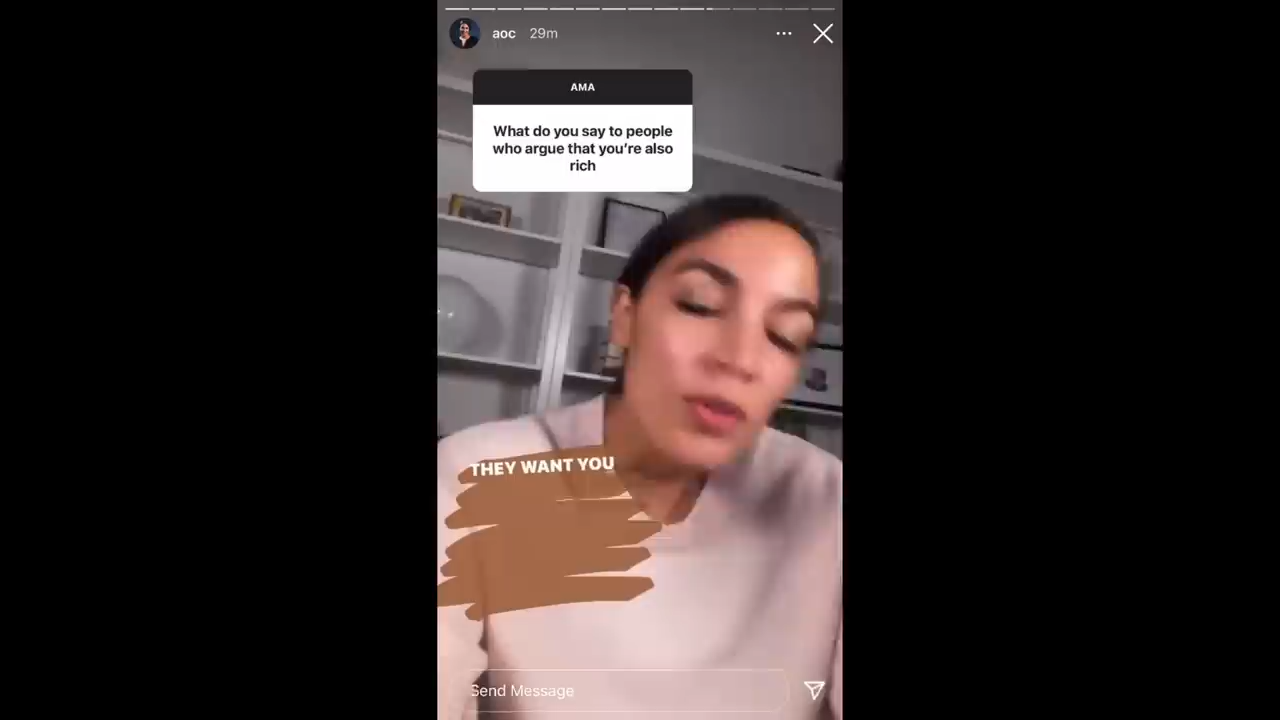 aoc 29m
AMA
What do you say to people
who argue that you're also
rich
THEY WANT YOU
Send Message